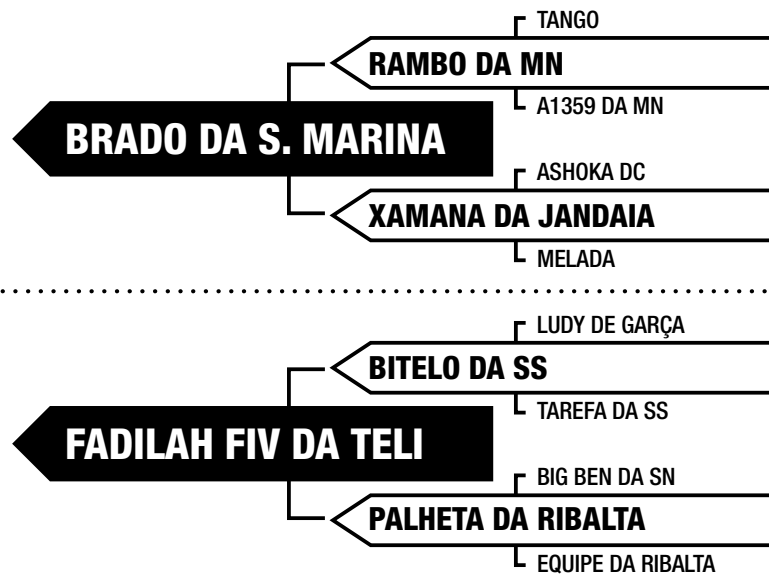 TANGO
RAMBO DA MN
A1359 DA MN
BRADO DA S. MARINA
ASHOKA DC
XAMANA DA JANDAIA
MELADA
LUDY DE GARÇA
BITELO DA SS
TAREFA DA SS
FADILAH FIV DA TELI
BIG BEN DA SN
PALHETA DA RIBALTA
EQUIPE DA RIBALTA